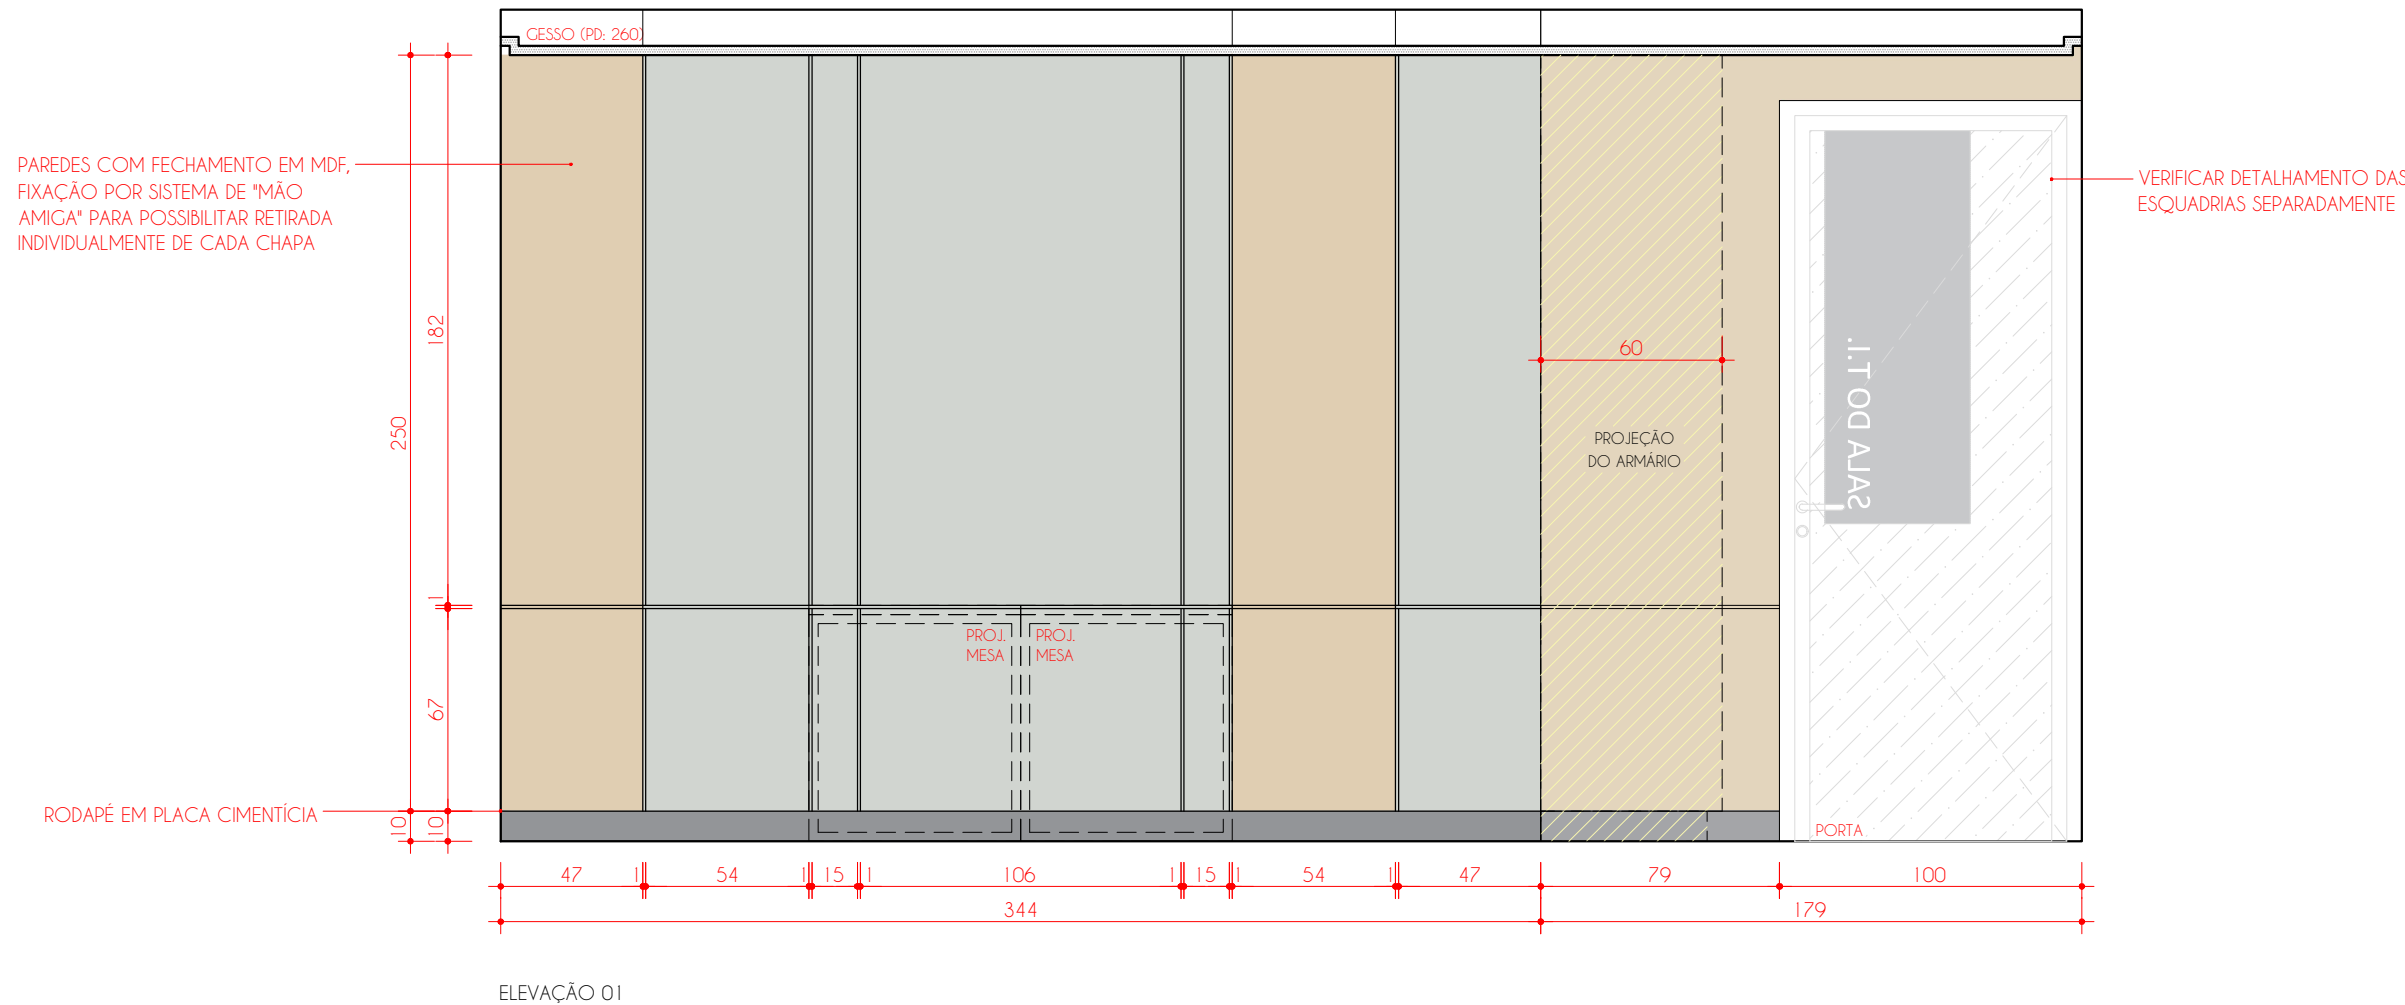 GESSO (PD: 260)
PAREDES COM FECHAMENTO EM MDF,
FIXAÇÃO POR SISTEMA DE "MÃO
AMIGA" PARA POSSIBILITAR RETIRADA
INDIVIDUALMENTE DE CADA CHAPA
VERIFICAR DETALHAMENTO DAS
ESQUADRIAS SEPARADAMENTE
182
250
1
67
10
10
60
PROJEÇÃO
DO ARMÁRIO
SALA DO T.I.
PROJ.
MESA
PROJ.
MESA
RODAPÉ EM PLACA CIMENTÍCIA
PORTA
47 1 54 1 15 1 106 1 15 1 54 1 47 79 100
344 179
ELEVAÇÃO 01